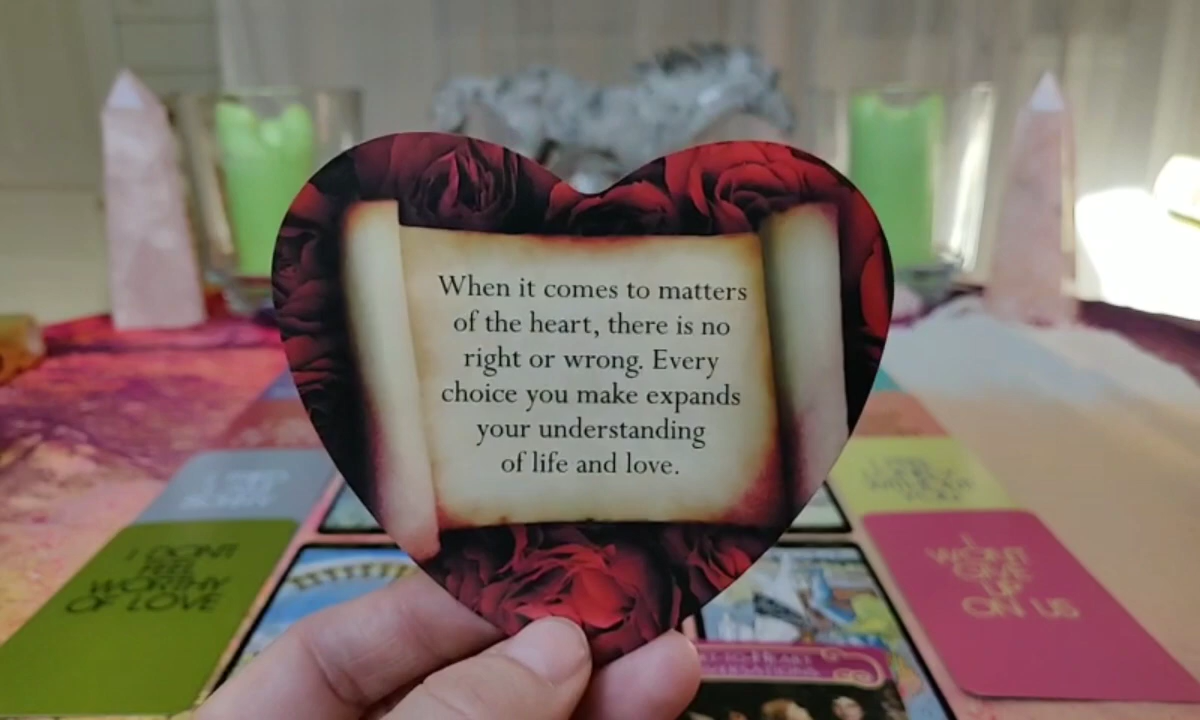 When it comes to matters
of the heart, there is no
right or wrong. Every
choice you make expands
your understanding
of life and love.
I DON'T
FEEL
WORTHY
OF LOVE
I
WON'T
GIVE
UP
ON US